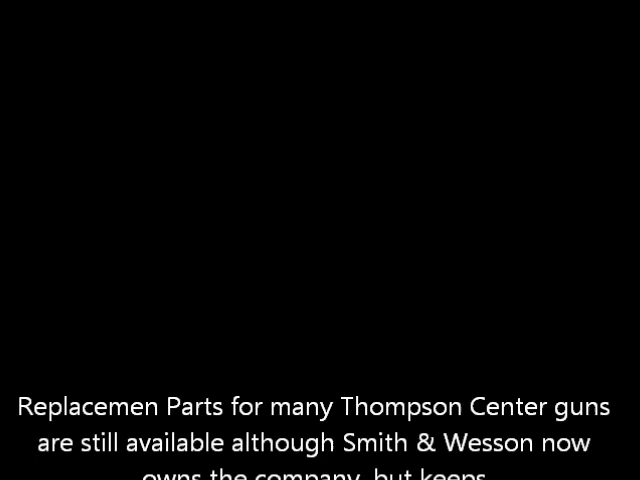 Replacemen Parts for many Thompson Center guns
are still available although Smith & Wesson now
owns the company, but keeps